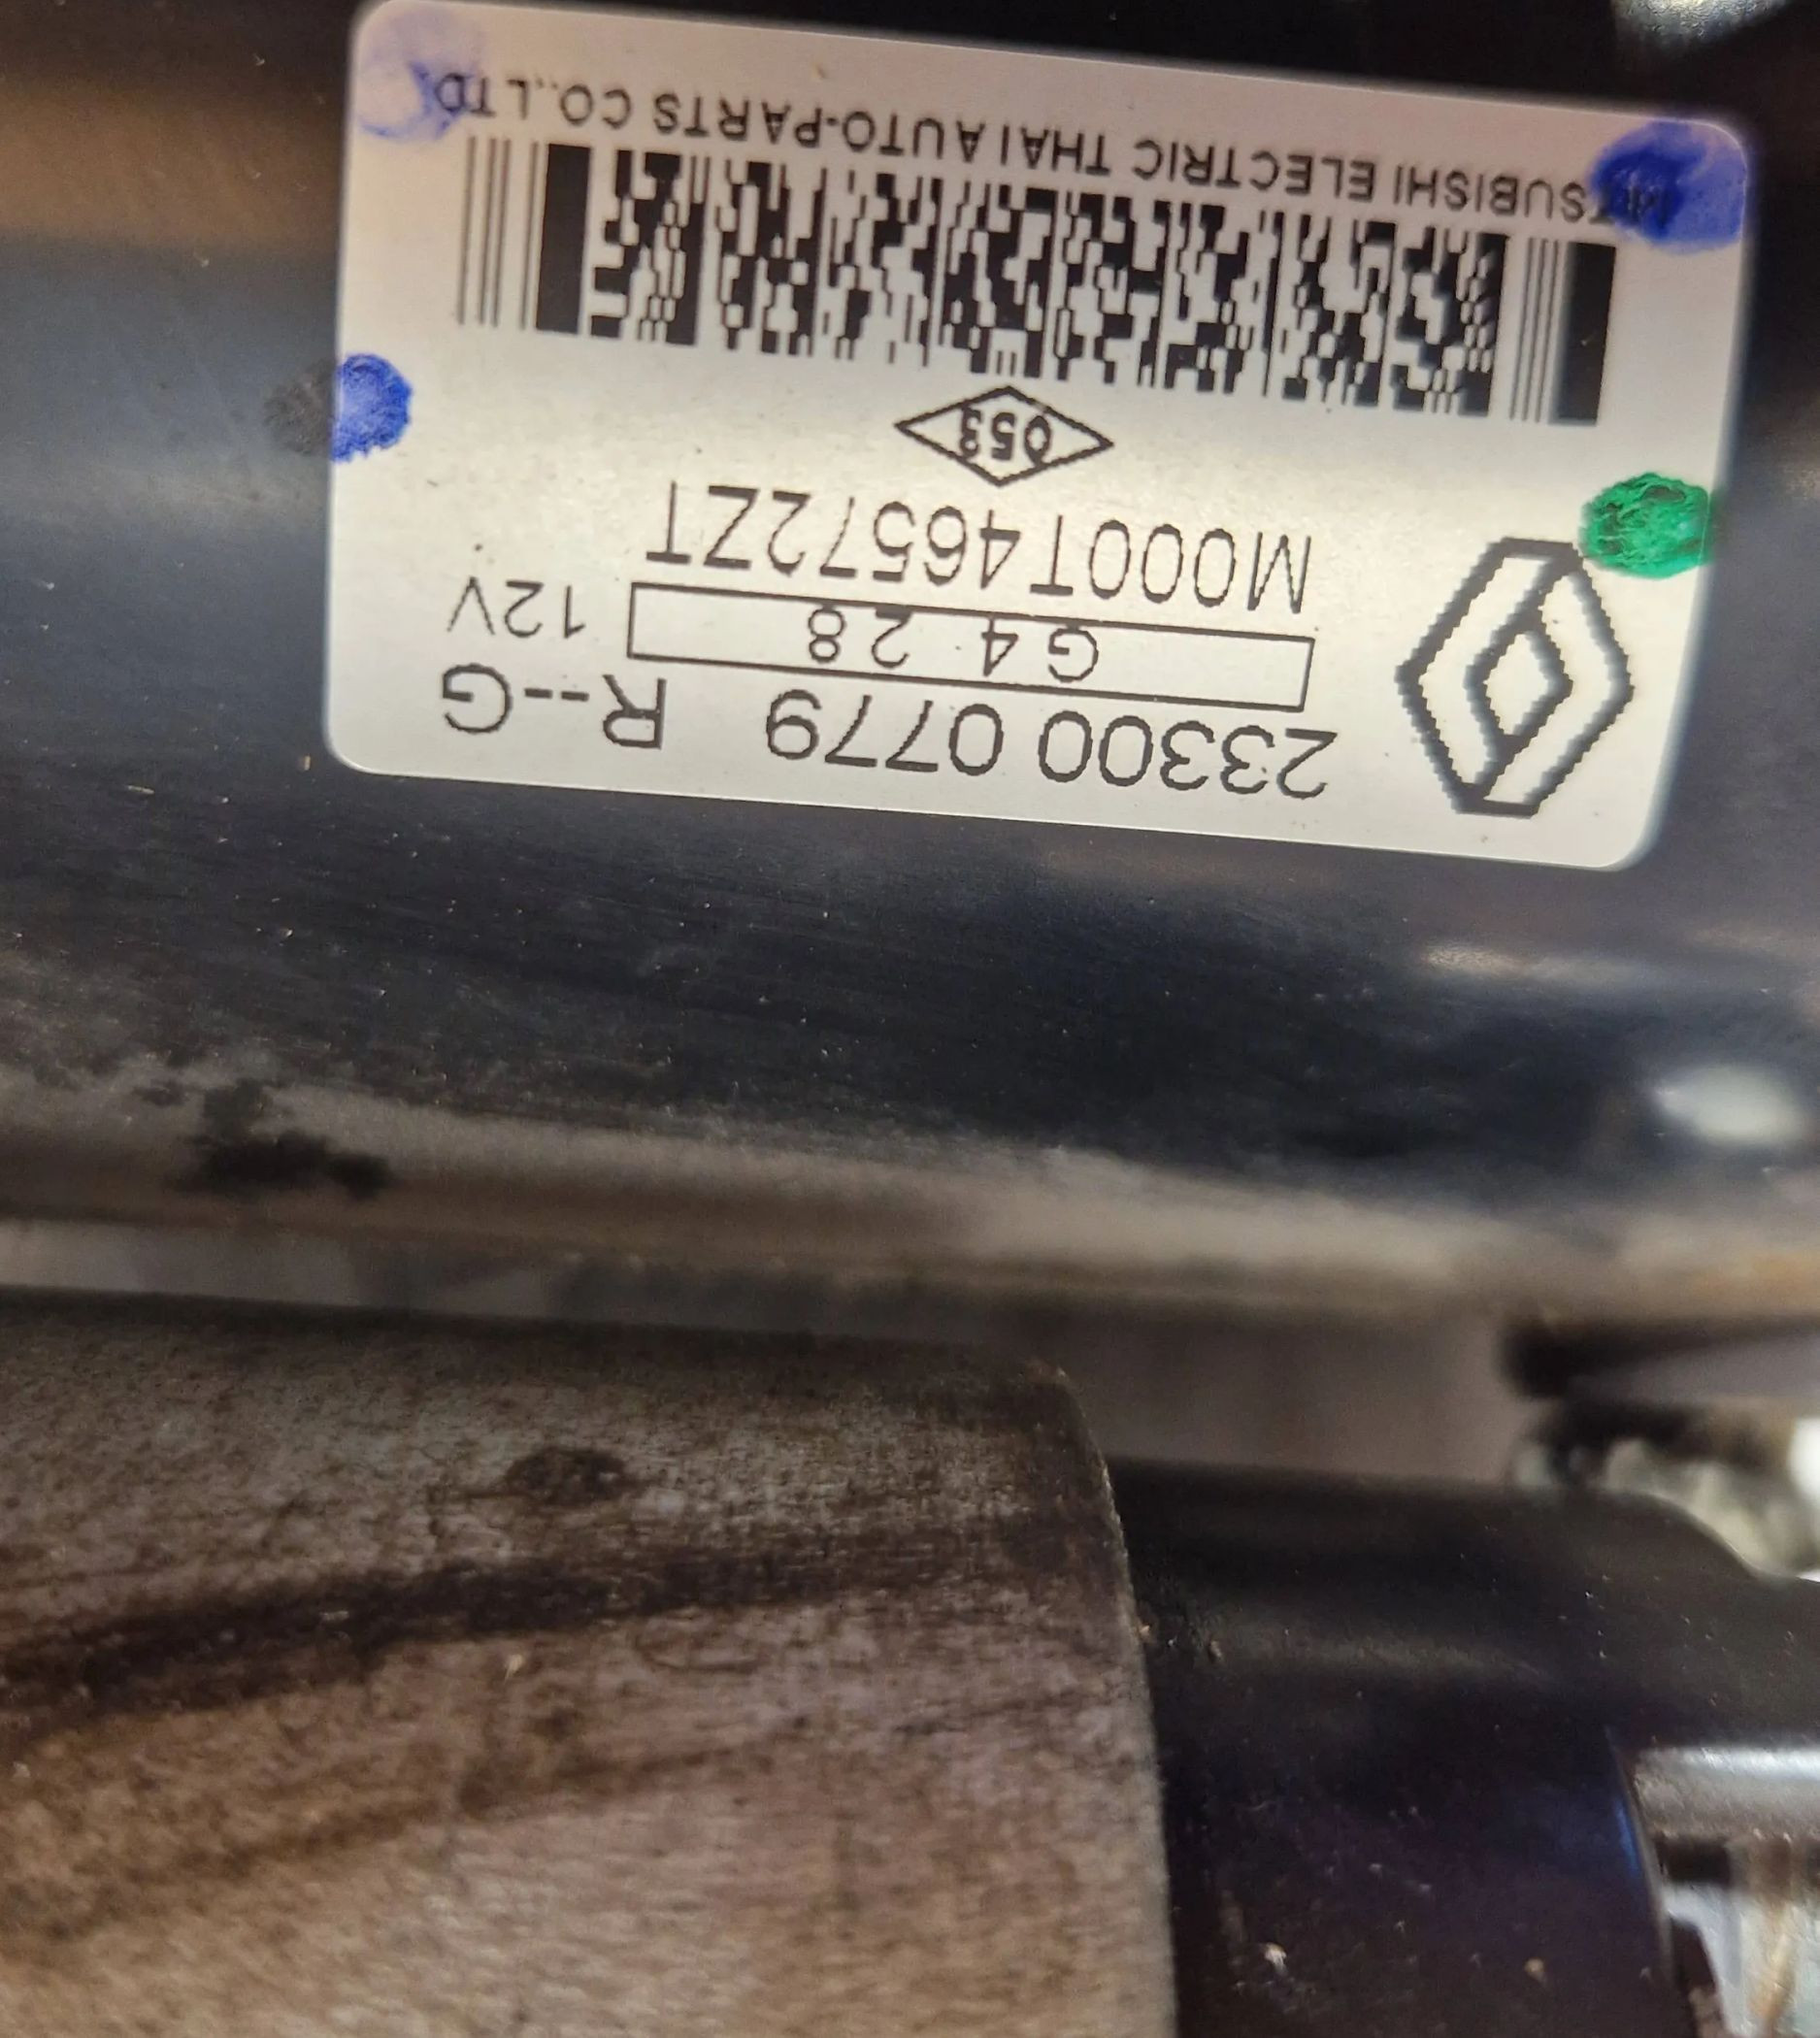 23300 0779 R--G
G4 28 12V
M000T46572ZT
053
MITSUBISHI ELECTRIC THAI AUTO-PARTS CO.,LTD.